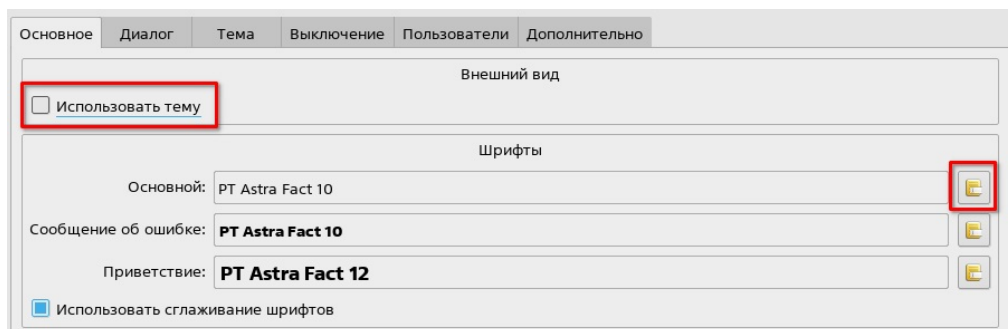 Основное Диалог Тема Выключение Пользователи Дополнительно
Внешний вид
Использовать тему
Шрифты
Основной: PT Astra Fact 10
Сообщение об ошибке: PT Astra Fact 10
Приветствие: PT Astra Fact 12
Использовать сглаживание шрифтов